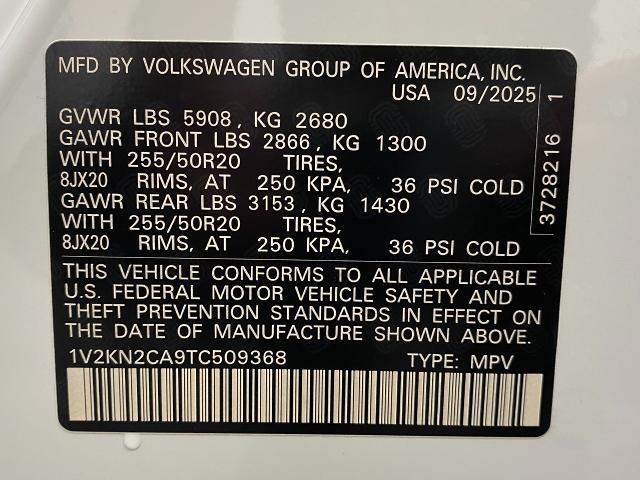 MFD BY VOLKSWAGEN GROUP OF AMERICA, INC.
USA 09/2025
GVWR LBS 5908, KG 2680
GAWR FRONT LBS 2866, KG 1300
WITH 255/50R20 TIRES,
8JX20 RIMS, AT 250 KPA, 36 PSI COLD
GAWR REAR LBS 3153, KG 1430
WITH 255/50R20 TIRES,
8JX20 RIMS, AT 250 KPA, 36 PSI COLD
THIS VEHICLE CONFORMS TO ALL APPLICABLE
U.S. FEDERAL MOTOR VEHICLE SAFETY AND
THEFT PREVENTION STANDARDS IN EFFECT ON
THE DATE OF MANUFACTURE SHOWN ABOVE.
1V2KN2CA9TC509368 TYPE: MPV
3728216 1